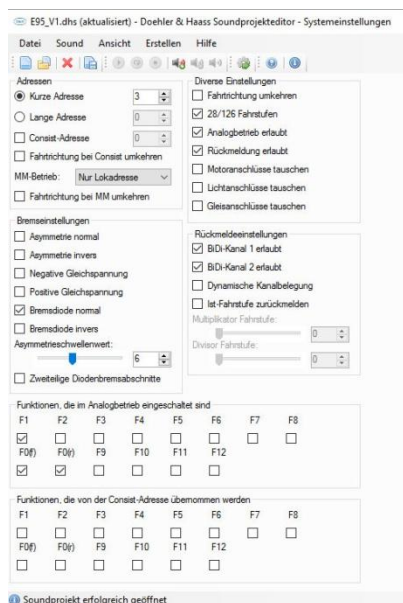 E95_V1.dhs (aktualisiert) - Doehler & Haass Soundprojekteditor - Systemeinstellungen
Datei Sound Ansicht Erstellen Hilfe
Adressen
Kurze Adresse 3
Lange Adresse 0
Consist-Adresse 0
Fahrtrichtung bei Consist umkehren
MM-Betrieb: Nur Lokadresse
Fahrtrichtung bei MM umkehren
Diverse Einstellungen
Fahrtrichtung umkehren
28/126 Fahrstufen
Analogbetrieb erlaubt
Rückmeldung erlaubt
Motoranschlüsse tauschen
Lichtanschlüsse tauschen
Gleisanschlüsse tauschen
Bremseinstellungen
Asymmetrie normal
Asymmetrie invers
Negative Gleichspannung
Positive Gleichspannung
Bremsdiode normal
Bremsdiode invers
Asymmetrieschwellenwert:
6
Zweiteilige Diodenbremsabschnitte
Rückmeldeeinstellungen
BiDi-Kanal 1 erlaubt
BiDi-Kanal 2 erlaubt
Dynamische Kanalbelegung
Ist-Fahrstufe zurückmelden
Multiplikator Fahrstufe:
0
Divisor Fahrstufe:
0
Funktionen, die im Analogbetrieb eingeschaltet sind
F1 F2 F3 F4 F5 F6 F7 F8
F0(f) F0(r) F9 F10 F11 F12
Funktionen, die von der Consist-Adresse übernommen werden
F1 F2 F3 F4 F5 F6 F7 F8
F0(f) F0(r) F9 F10 F11 F12
Soundprojekt erfolgreich geöffnet